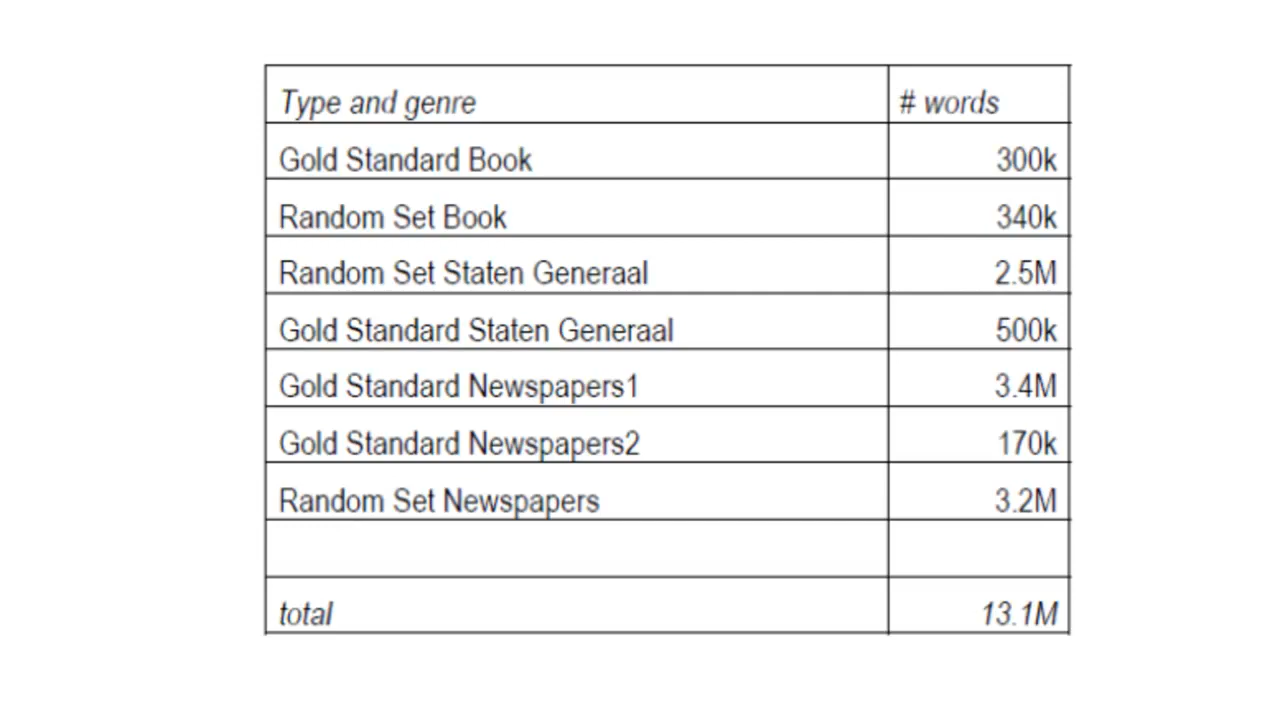 Type and genre # words
Gold Standard Book 300k
Random Set Book 340k
Random Set Staten Generaal 2.5M
Gold Standard Staten Generaal 500k
Gold Standard Newspapers1 3.4M
Gold Standard Newspapers2 170k
Random Set Newspapers 3.2M
total 13.1M